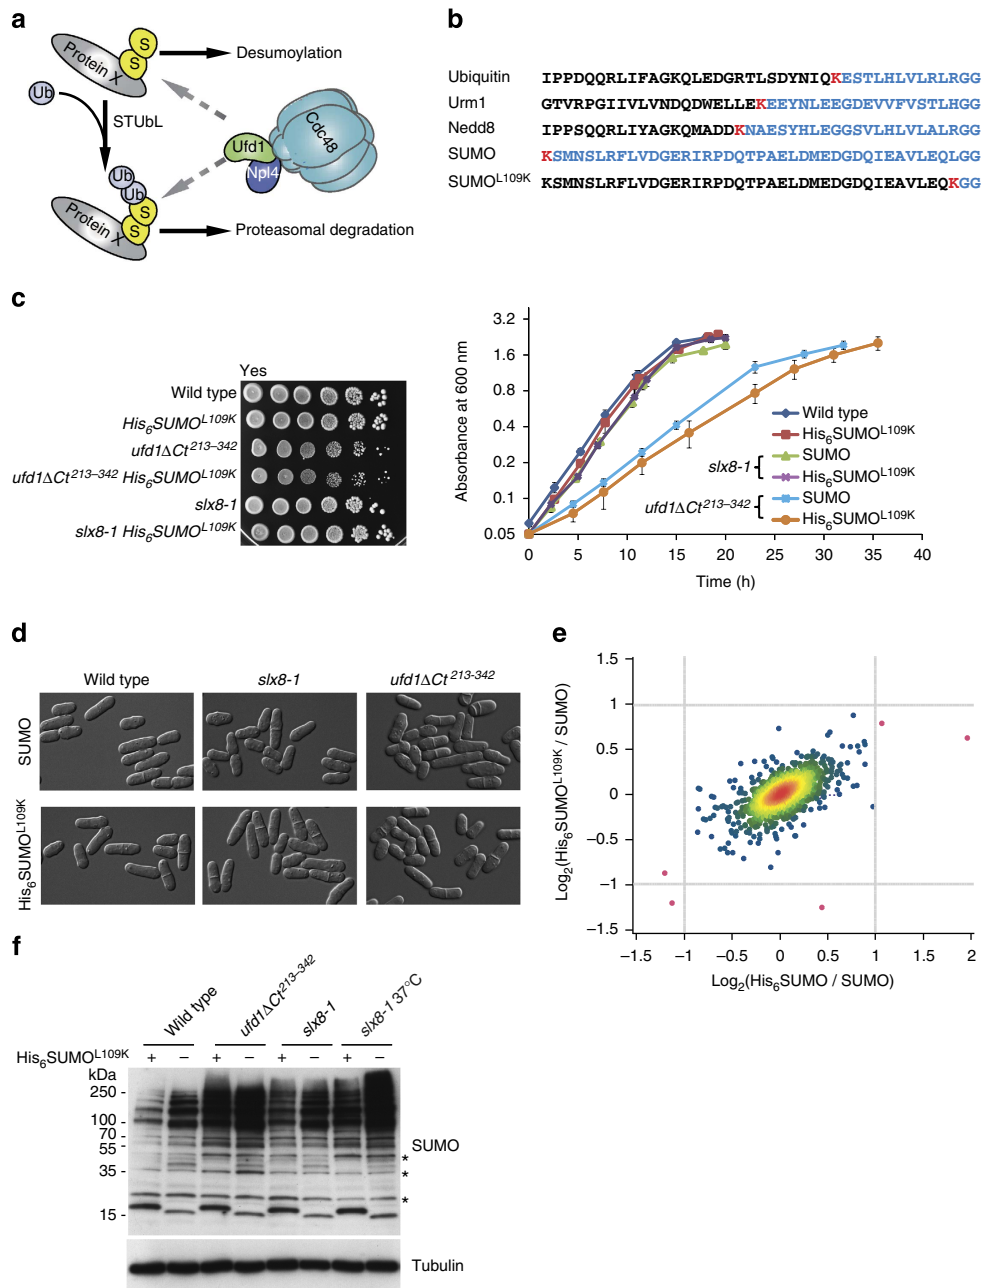 a
Protein X
S
S
Desumoylation
Ub
STUbL
Ufd1
Npl4
Cdc48
Ub
Ub
S
S
Protein X
Proteasomal degradation
b
Ubiquitin IPPDQQRLIFAGKQLEDGRTLSDYNIQKESTLHLVLRLRGG
Urm1 GTVRPGIIVLVNDQDWELLEKEEYNLEEGDEVVFVSTLHGG
Nedd8 IPPSQQRLIYAGKQMADDKNAESYHLEGGSVLHLVLALRGG
SUMO KSMNSLRFLVDGERIRPDQTPAELDMEDGDQIEAVLEQLGG
SUMOL109K KSMNSLRFLVDGERIRPDQTPAELDMEDGDQIEAVLEQKGG
c
Yes
Wild type
His6SUMOL109K
ufd1ΔCt213–342
ufd1ΔCt213–342 His6SUMOL109K
slx8-1
slx8-1 His6SUMOL109K
Absorbance at 600 nm
3.2
1.6
0.8
0.4
0.2
0.1
0.05
0 5 10 15 20 25 30 35 40
Time (h)
Wild type
His6SUMOL109K
slx8-1
SUMO
His6SUMOL109K
ufd1ΔCt213–342
SUMO
His6SUMOL109K
d
Wild type slx8-1 ufd1ΔCt213-342
SUMO
His6SUMOL109K
e
Log2(His6SUMOL109K / SUMO)
1.5
1
0.5
0
−0.5
−1
−1.5
−1.5 −1 −0.5 0 0.5 1 1.5 2
Log2(His6SUMO / SUMO)
f
Wild type ufd1ΔCt213–342 slx8-1 slx8-1 37°C
His6SUMOL109K + − + − + − + −
kDa
250 -
100 -
70 -
55 -
35 -
15 -
SUMO
*
*
*
Tubulin